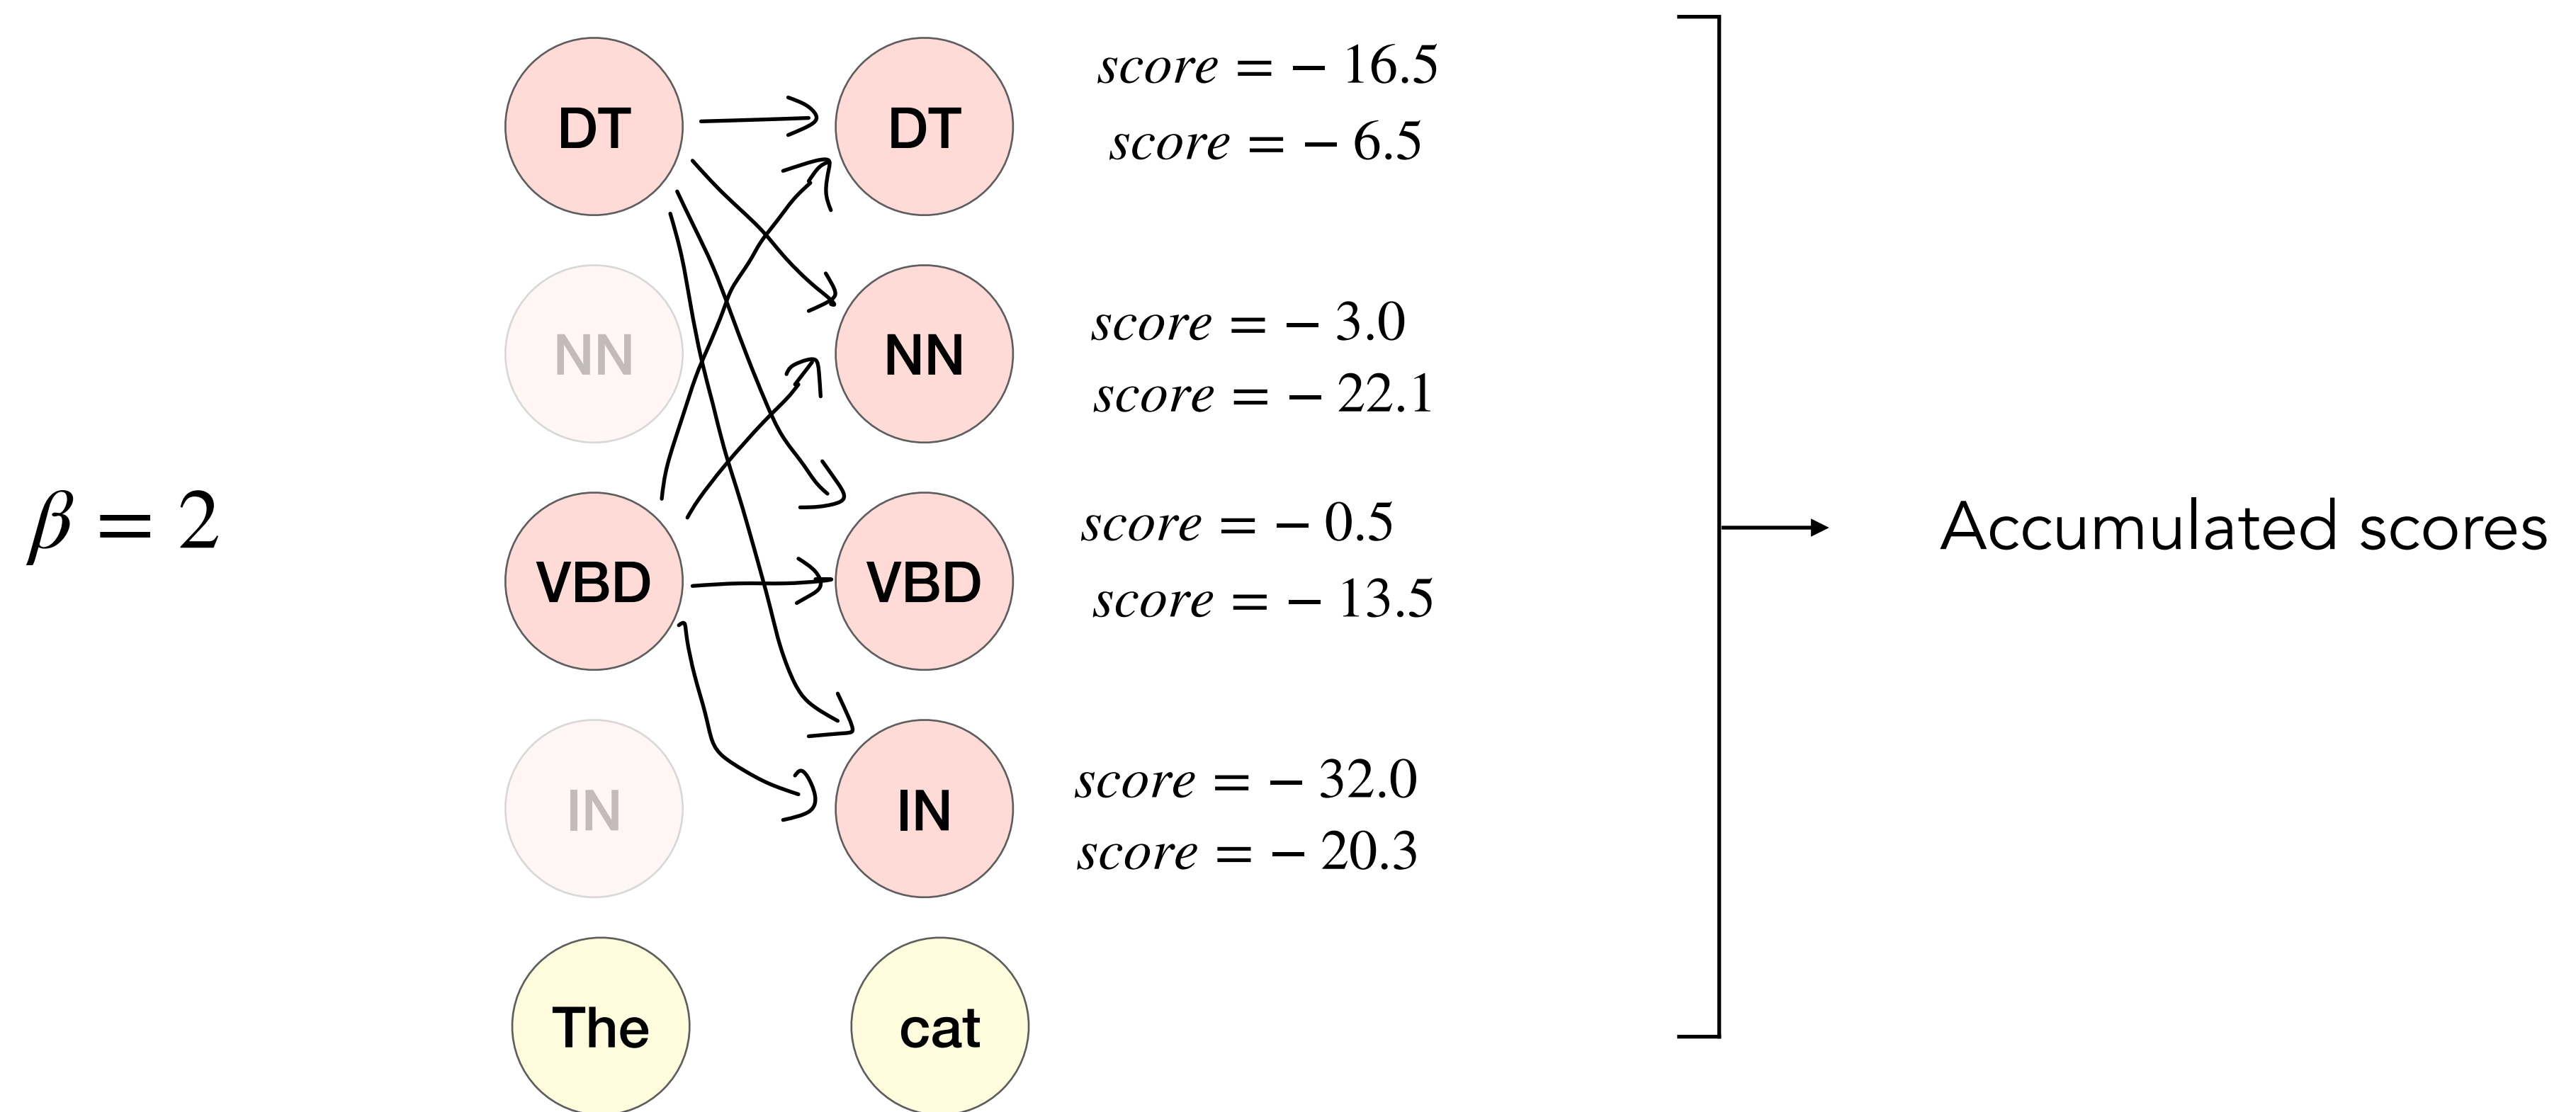 β = 2
DT
DT
score = − 16.5
score = − 6.5
NN
NN
score = − 3.0
score = − 22.1
VBD
VBD
score = − 0.5
score = − 13.5
IN
IN
score = − 32.0
score = − 20.3
The
cat
Accumulated scores